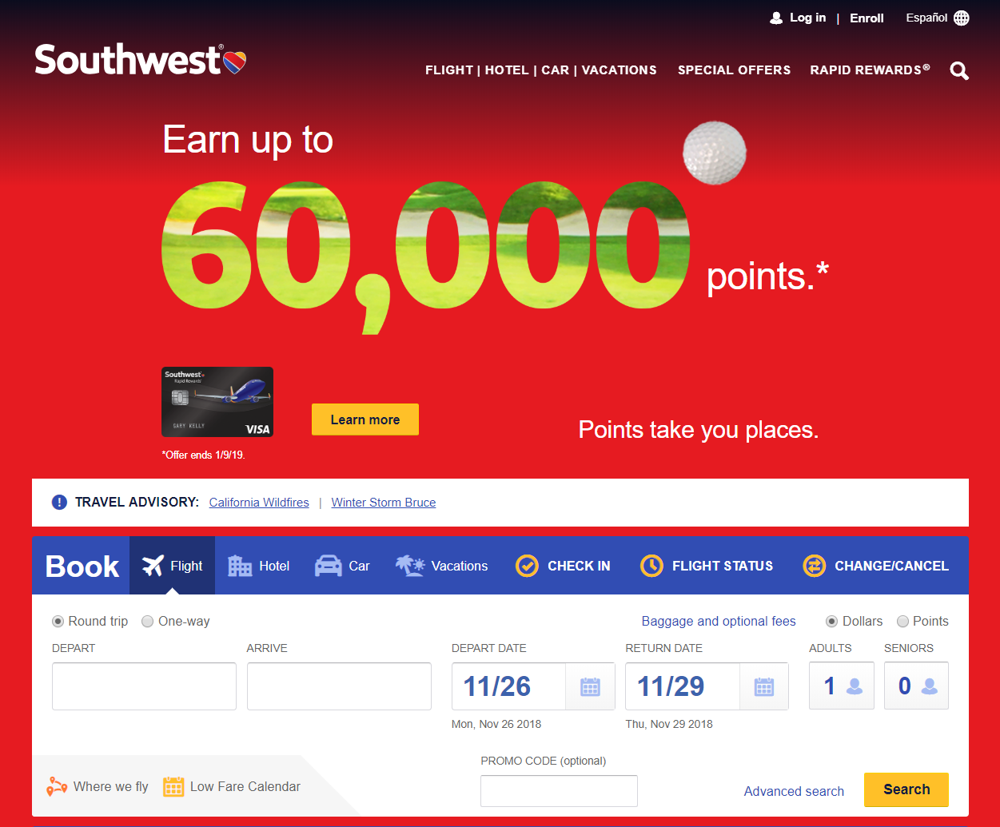 Log in | Enroll Español
Southwest®
FLIGHT | HOTEL | CAR | VACATIONS SPECIAL OFFERS RAPID REWARDS®
Earn up to
60,000 points.*
Southwest
Rapid Rewards
GARY KELLY
VISA
Learn more
Points take you places.
*Offer ends 1/9/19.
TRAVEL ADVISORY: California Wildfires | Winter Storm Bruce
Book Flight Hotel Car Vacations CHECK IN FLIGHT STATUS CHANGE/CANCEL
Round trip One-way Baggage and optional fees Dollars Points
DEPART ARRIVE DEPART DATE RETURN DATE ADULTS SENIORS
11/26 11/29 1 0
Mon, Nov 26 2018 Thu, Nov 29 2018
PROMO CODE (optional)
Where we fly Low Fare Calendar Advanced search Search